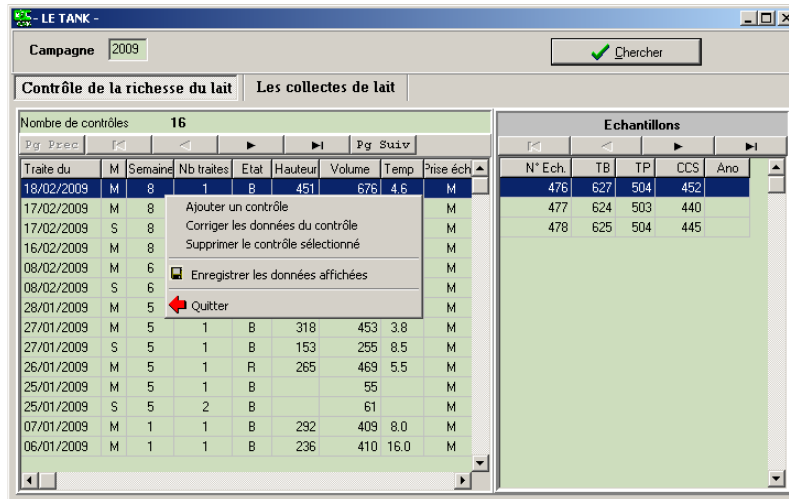 - LE TANK -
Campagne 2009 Chercher
Contrôle de la richesse du lait Les collectes de lait
Nombre de contrôles 16 Echantillons
Pg Prec Pg Suiv
Traite du M Semaine Nb traites Etat Hauteur Volume Temp Prise éch N° Ech. TB TP CCS Ano
18/02/2009 M 8 1 B 451 676 4.6 M 476 627 504 452
17/02/2009 M 8 M 477 624 503 440
17/02/2009 S 8 M 478 625 504 445
16/02/2009 M 8 M
08/02/2009 M 6 M
08/02/2009 S 6 M
28/01/2009 M 5 M
Ajouter un contrôle
Corriger les données du contrôle
Supprimer le contrôle sélectionné
Enregistrer les données affichées
Quitter
27/01/2009 M 5 1 B 318 453 3.8 M
27/01/2009 S 5 1 B 153 255 8.5 M
26/01/2009 M 5 1 R 265 469 5.5 M
25/01/2009 M 5 1 B 55 M
25/01/2009 S 5 2 B 61 M
07/01/2009 M 1 1 B 292 409 8.0 M
06/01/2009 M 1 1 B 236 410 16.0 M